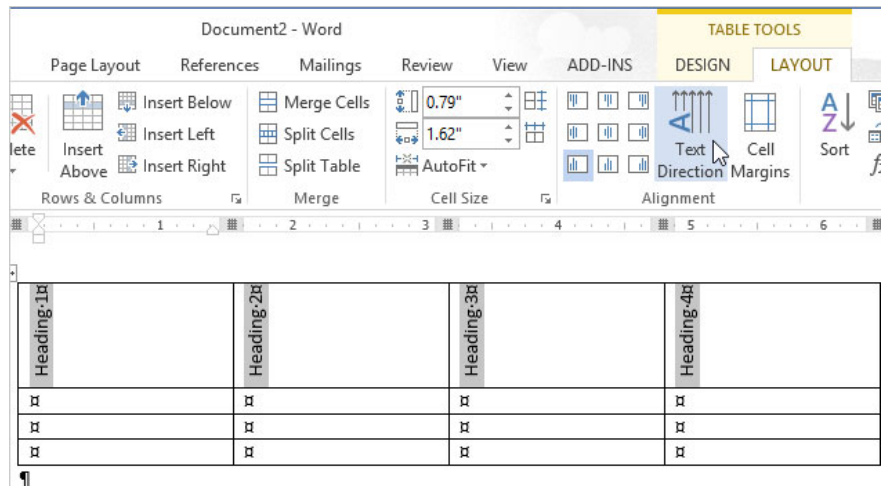 Document2 - Word
TABLE TOOLS
Page Layout References Mailings Review View ADD-INS DESIGN LAYOUT
Insert Below
Merge Cells
0.79"
Insert Left
Split Cells
1.62"
lete
Insert Above
Insert Right
Split Table
AutoFit
Text Direction
Cell Margins
A Z
Sort
Rows & Columns Merge Cell Size Alignment
1 2 3 4 5 6
Heading·1¤ Heading·2¤ Heading·3¤ Heading·4¤
¤ ¤ ¤ ¤
¤ ¤ ¤ ¤
¤ ¤ ¤ ¤
¶